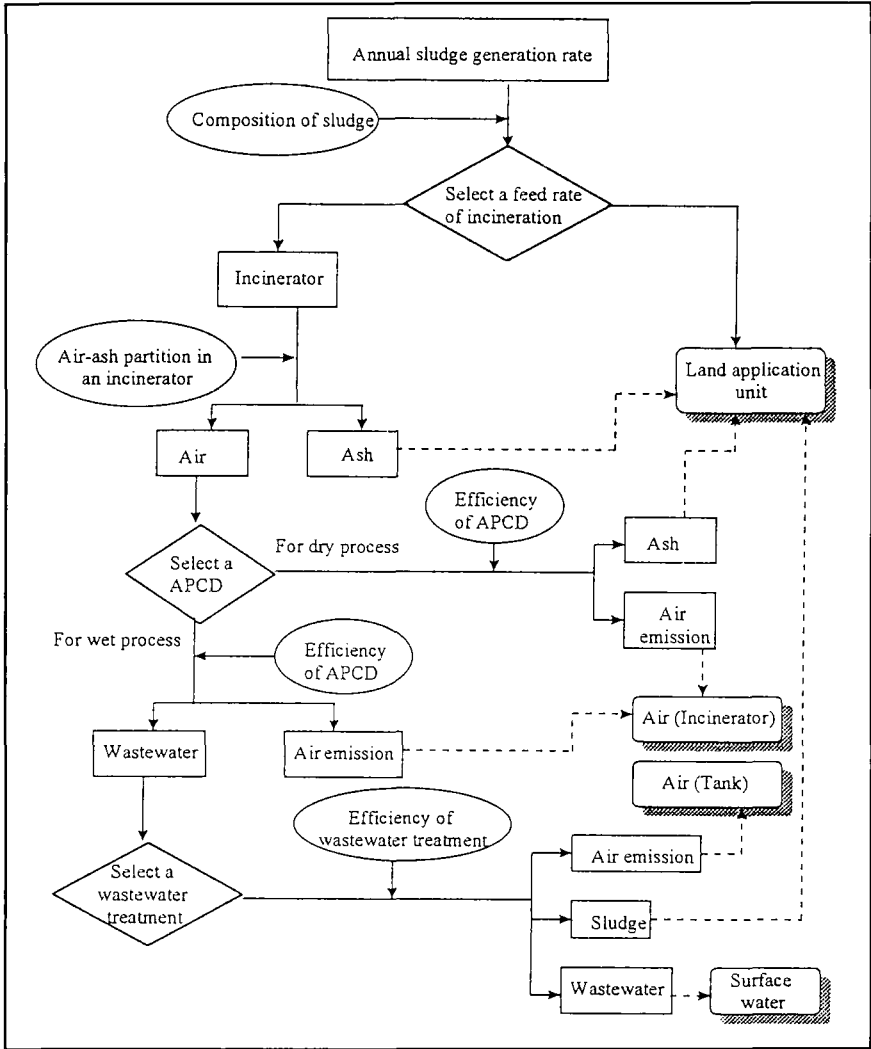 Annual sludge generation rate
Composition of sludge
Select a feed rate
of incineration
Incinerator
Air-ash partition in
an incinerator
Land application
unit
Air
Ash
Efficiency
of APCD
For dry process
Select a
APCD
Ash
Air
emission
For wet process
Efficiency
of APCD
Air (Incinerator)
Wastewater
Air emission
Air (Tank)
Efficiency of
wastewater treatment
Air emission
Select a
wastewater
treatment
Sludge
Wastewater
Surface
water